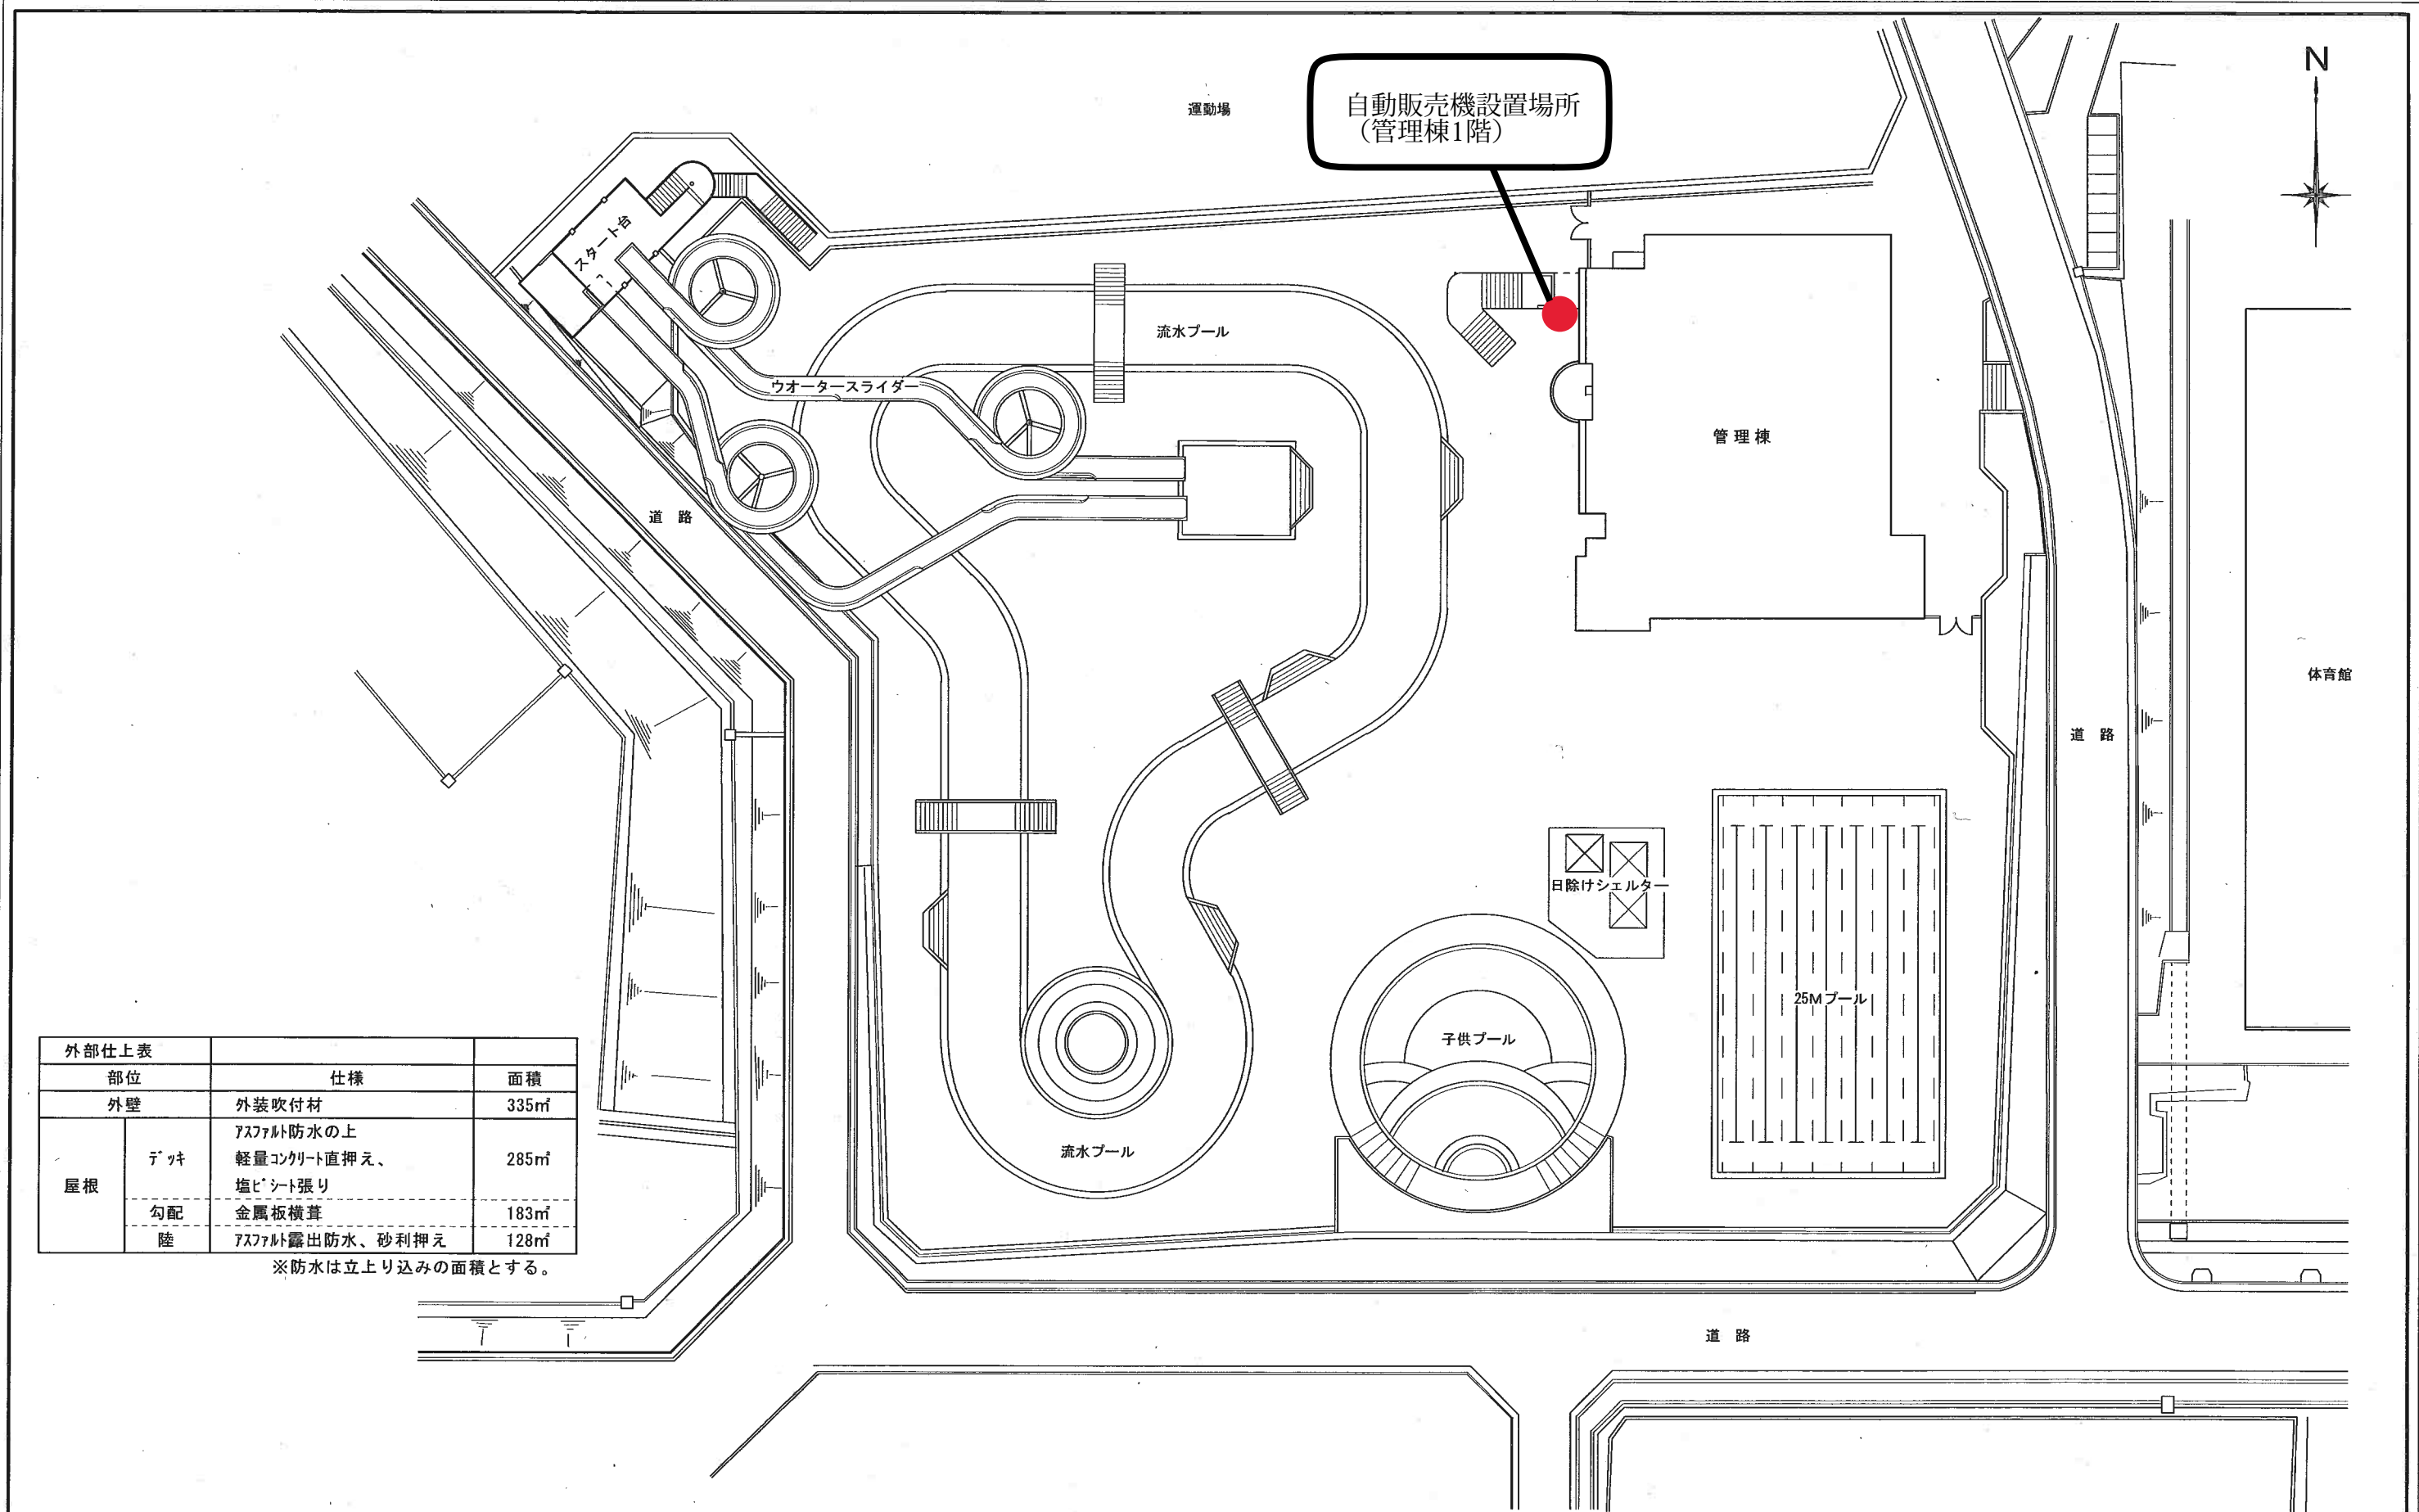 N
運動場
自動販売機設置場所
（管理棟1階）
スタート台
流水プール
ウオータースライダー
管理棟
道 路
体育館
道 路
日除けシェルター
25Mプール
子供プール
流水プール
外部仕上表
部位 仕様 面積
外壁 外装吹付材 335㎡
屋根 デッキ ｱｽﾌｧﾙﾄ防水の上
軽量ｺﾝｸﾘｰﾄ直押え、 285㎡
塩ﾋﾞｼｰﾄ張り
勾配 金属板横葺 183㎡
陸 ｱｽﾌｧﾙﾄ露出防水、砂利押え 128㎡
※防水は立上り込みの面積とする。
道 路